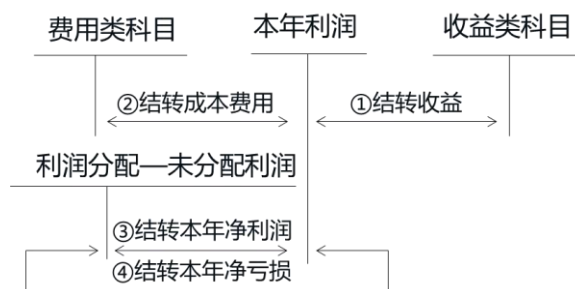 费用类科目 本年利润 收益类科目
②结转成本费用 ①结转收益
利润分配—未分配利润
③结转本年净利润
④结转本年净亏损